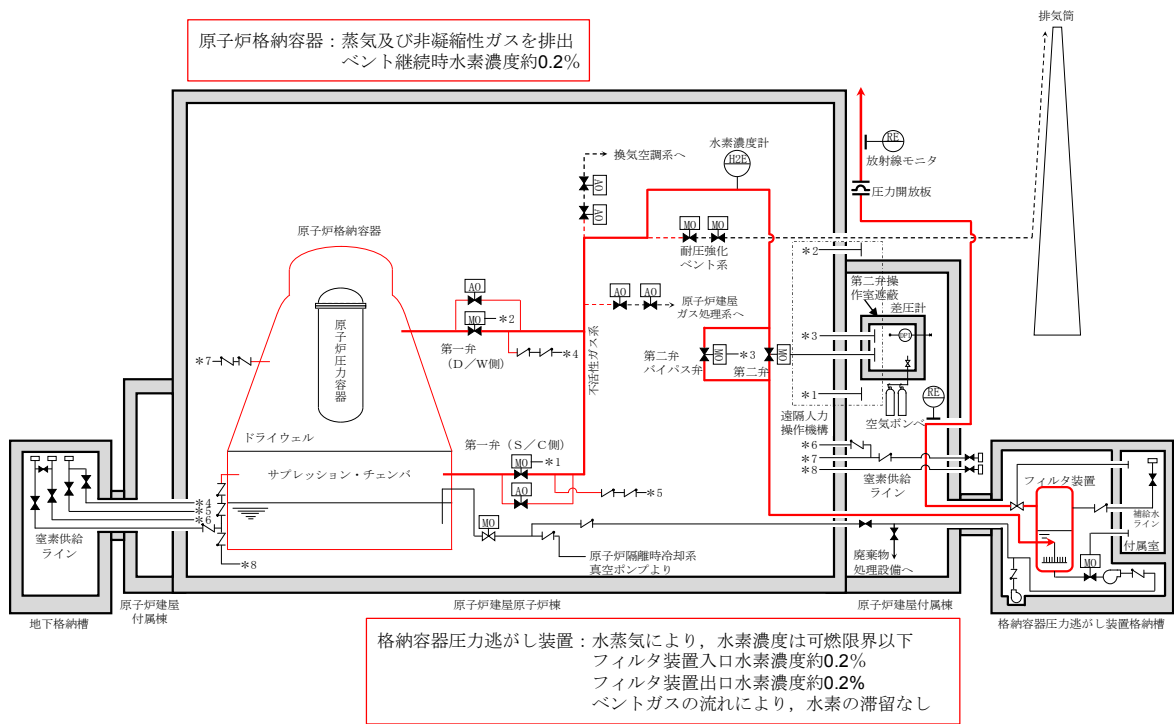 原子炉格納容器：蒸気及び非凝縮性ガスを排出
ベント継続時水素濃度約0.2％
排気筒
水素濃度計
H2E
換気空調系へ
AO
AO
RE
放射線モニタ
圧力開放板
原子炉格納容器
MO
MO
耐圧強化
ベント系
＊2
第二弁操
作室遮蔽
差圧計
AO
MO
＊2
AO
AO
原子炉建屋
ガス処理系へ
原子炉圧力容器
第一弁
（D／W側）
＊4
不活性ガス系
＊3
DPI
MO
＊3
MO
第二弁
バイパス弁
第二弁
＊7
＊1
RE
遠隔人力
操作機構
空気ボンベ
ドライウェル
第一弁（S／C側）
MO
＊1
AO
＊5
サプレッション・チェンバ
＊6
＊7
＊8
窒素供給
ライン
フィルタ装置
補給水
ライン
付属室
MO
＊4
＊5
＊6
窒素供給
ライン
＊8
MO
原子炉隔離時冷却系
真空ポンプより
廃棄物
処理設備へ
地下格納槽
原子炉建屋
付属棟
原子炉建屋原子炉棟
原子炉建屋付属棟
格納容器圧力逃がし装置格納槽
格納容器圧力逃がし装置：水蒸気により，水素濃度は可燃限界以下
フィルタ装置入口水素濃度約0.2％
フィルタ装置出口水素濃度約0.2%
ベントガスの流れにより，水素の滞留なし